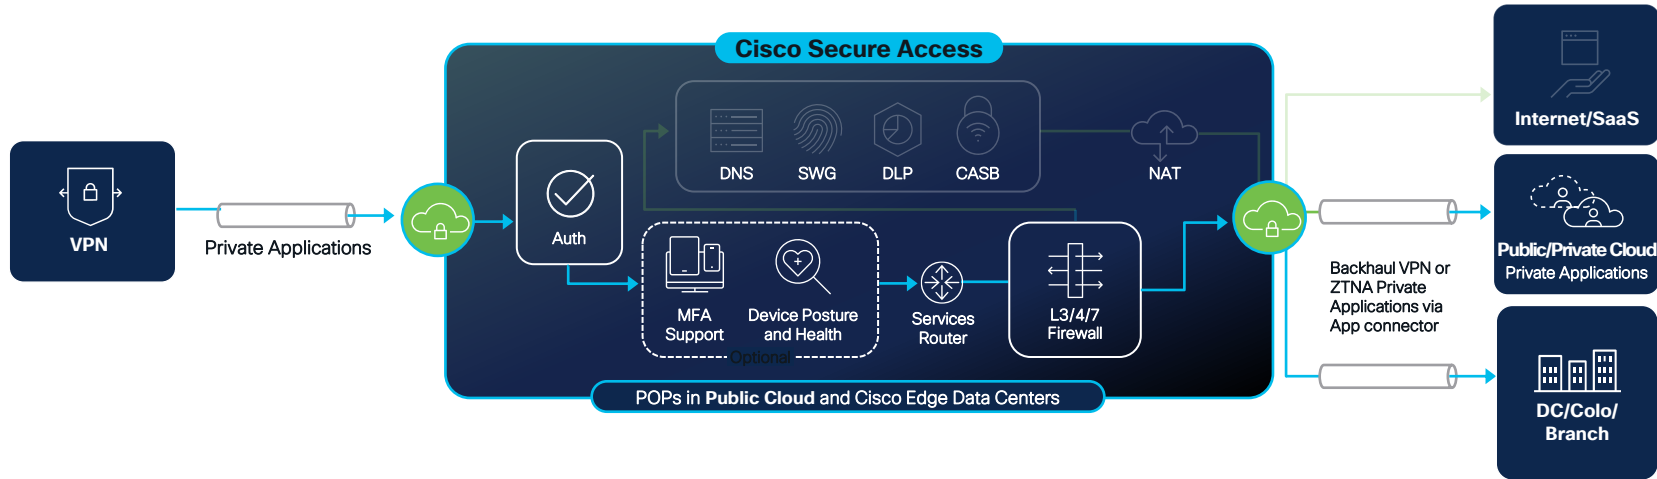 Cisco Secure Access
VPN
Private Applications
Auth
DNS
SWG
DLP
CASB
NAT
MFA
Support
Device Posture
and Health
Optional
Services
Router
L3/4/7
Firewall
POPs in Public Cloud and Cisco Edge Data Centers
Backhaul VPN or
ZTNA Private
Applications via
App connector
Internet/SaaS
Public/Private Cloud
Private Applications
DC/Colo/
Branch